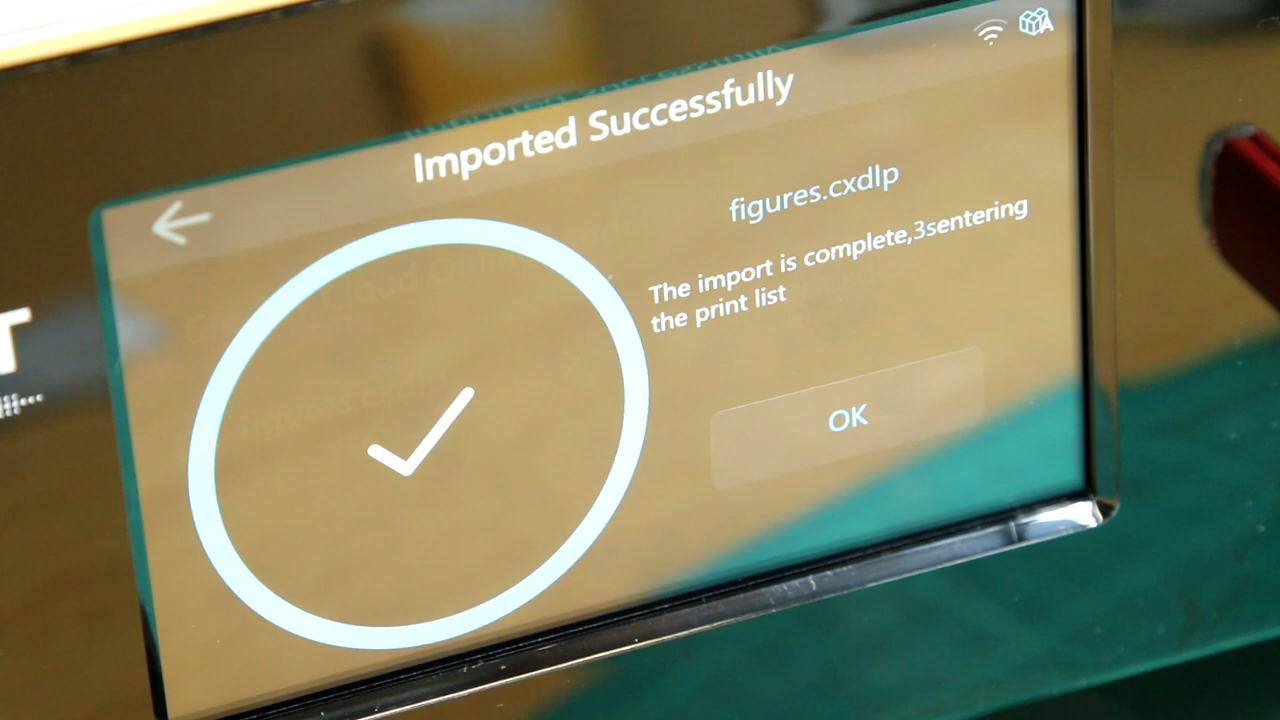 Imported Successfully
figures.cxdlp
The import is complete,3sentering
the print list
OK